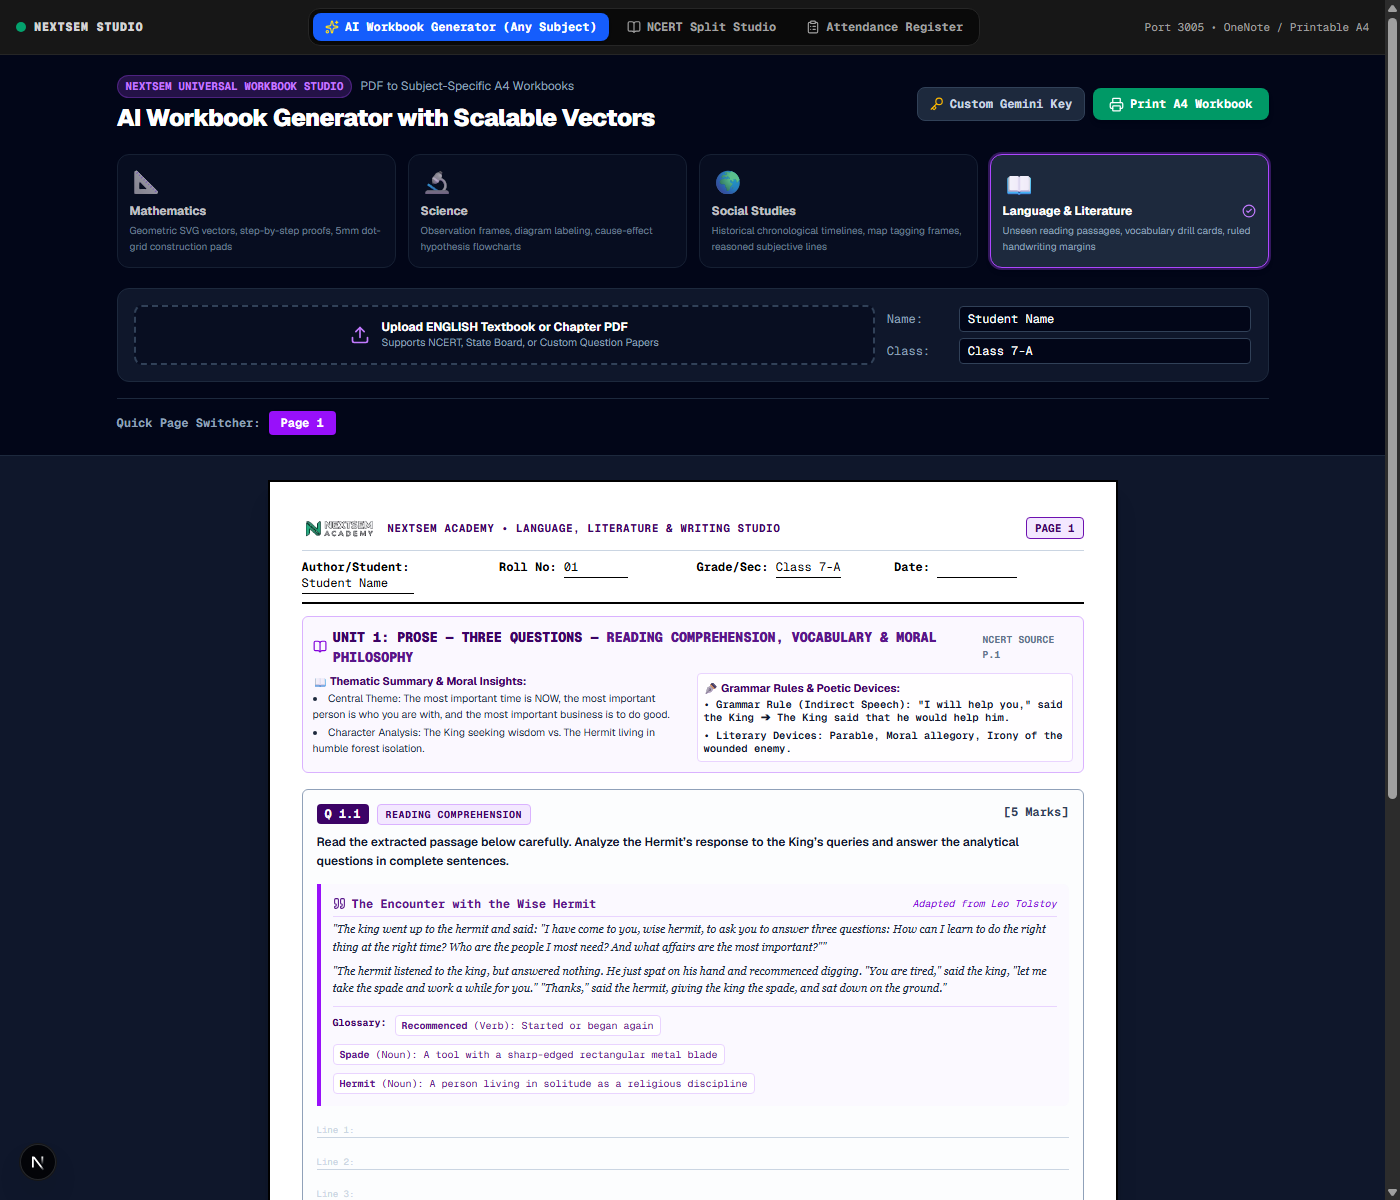 NEXTSEM STUDIO
AI Workbook Generator (Any Subject)
NCERT Split Studio
Attendance Register
Port 3005 • OneNote / Printable A4
NEXTSEM UNIVERSAL WORKBOOK STUDIO
PDF to Subject-Specific A4 Workbooks
AI Workbook Generator with Scalable Vectors
Custom Gemini Key
Print A4 Workbook
Mathematics
Geometric SVG vectors, step-by-step proofs, 5mm dot-
grid construction pads
Science
Observation frames, diagram labeling, cause-effect
hypothesis flowcharts
Social Studies
Historical chronological timelines, map tagging frames,
reasoned subjective lines
Language & Literature
Unseen reading passages, vocabulary drill cards, ruled
handwriting margins
Upload ENGLISH Textbook or Chapter PDF
Supports NCERT, State Board, or Custom Question Papers
Name: Student Name
Class: Class 7-A
Quick Page Switcher: Page 1
NEXTSEM
ACADEMY
NEXTSEM ACADEMY • LANGUAGE, LITERATURE & WRITING STUDIO
PAGE 1
Author/Student:
Student Name
Roll No: 01
Grade/Sec: Class 7-A
Date:
UNIT 1: PROSE — THREE QUESTIONS — READING COMPREHENSION, VOCABULARY & MORAL
PHILOSOPHY
NCERT SOURCE
P.1
Thematic Summary & Moral Insights:
• Central Theme: The most important time is NOW, the most important
person is who you are with, and the most important business is to do good.
• Character Analysis: The King seeking wisdom vs. The Hermit living in
humble forest isolation.
Grammar Rules & Poetic Devices:
• Grammar Rule (Indirect Speech): "I will help you," said
the King ➔ The King said that he would help him.
• Literary Devices: Parable, Moral allegory, Irony of the
wounded enemy.
Q 1.1
READING COMPREHENSION
[5 Marks]
Read the extracted passage below carefully. Analyze the Hermit's response to the King's queries and answer the analytical
questions in complete sentences.
The Encounter with the Wise Hermit
Adapted from Leo Tolstoy
"The king went up to the hermit and said: "I have come to you, wise hermit, to ask you to answer three questions: How can I learn to do the right
thing at the right time? Who are the people I most need? And what affairs are the most important?""
"The hermit listened to the king, but answered nothing. He just spat on his hand and recommenced digging. "You are tired," said the king, "let me
take the spade and work a while for you." "Thanks," said the hermit, giving the king the spade, and sat down on the ground."
Glossary: Recommenced (Verb): Started or began again
Spade (Noun): A tool with a sharp-edged rectangular metal blade
Hermit (Noun): A person living in solitude as a religious discipline
Line 1:
Line 2:
Line 3:
N